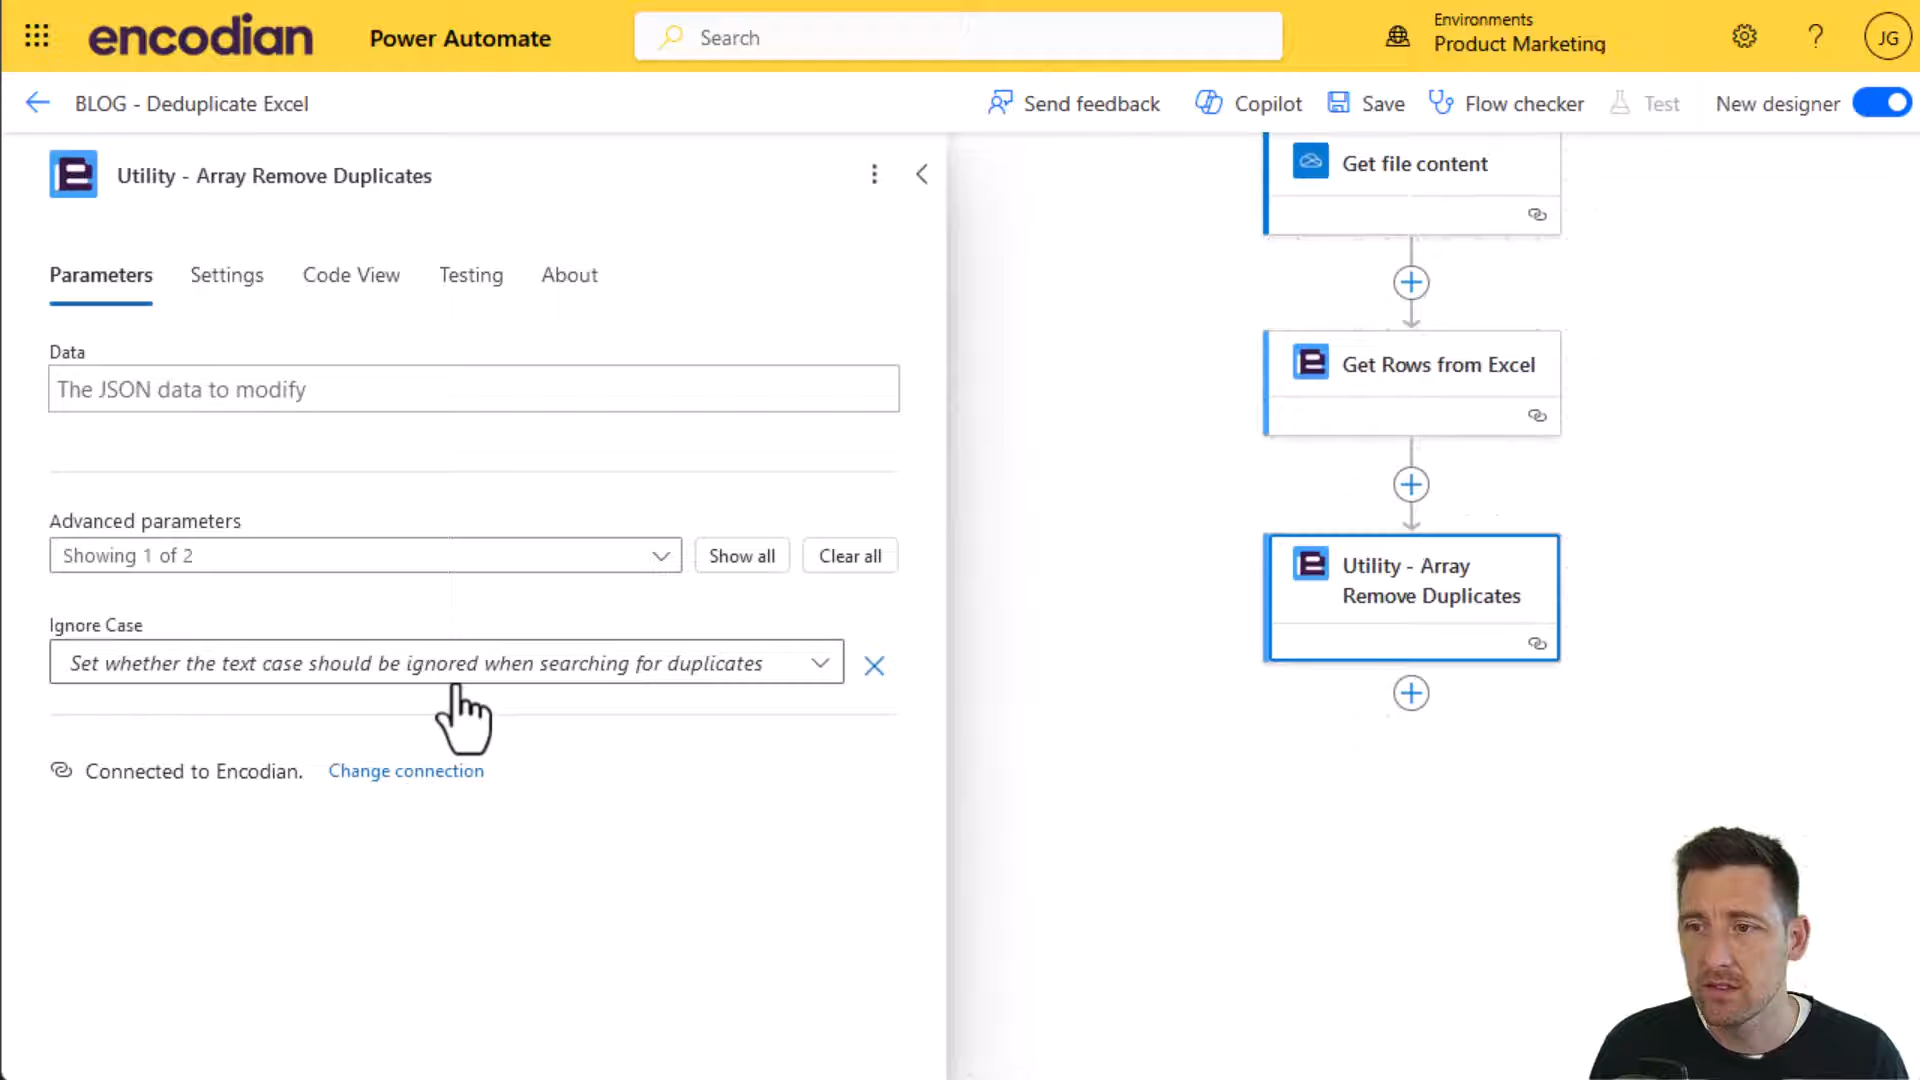 encodian
Power Automate
Search
Environments
Product Marketing
JG
BLOG - Deduplicate Excel
Send feedback
Copilot
Save
Flow checker
Test
New designer
Utility - Array Remove Duplicates
Parameters
Settings
Code View
Testing
About
Data
The JSON data to modify
Advanced parameters
Showing 1 of 2
Show all
Clear all
Ignore Case
Set whether the text case should be ignored when searching for duplicates
Connected to Encodian.
Change connection
Get file content
Get Rows from Excel
Utility - Array
Remove Duplicates